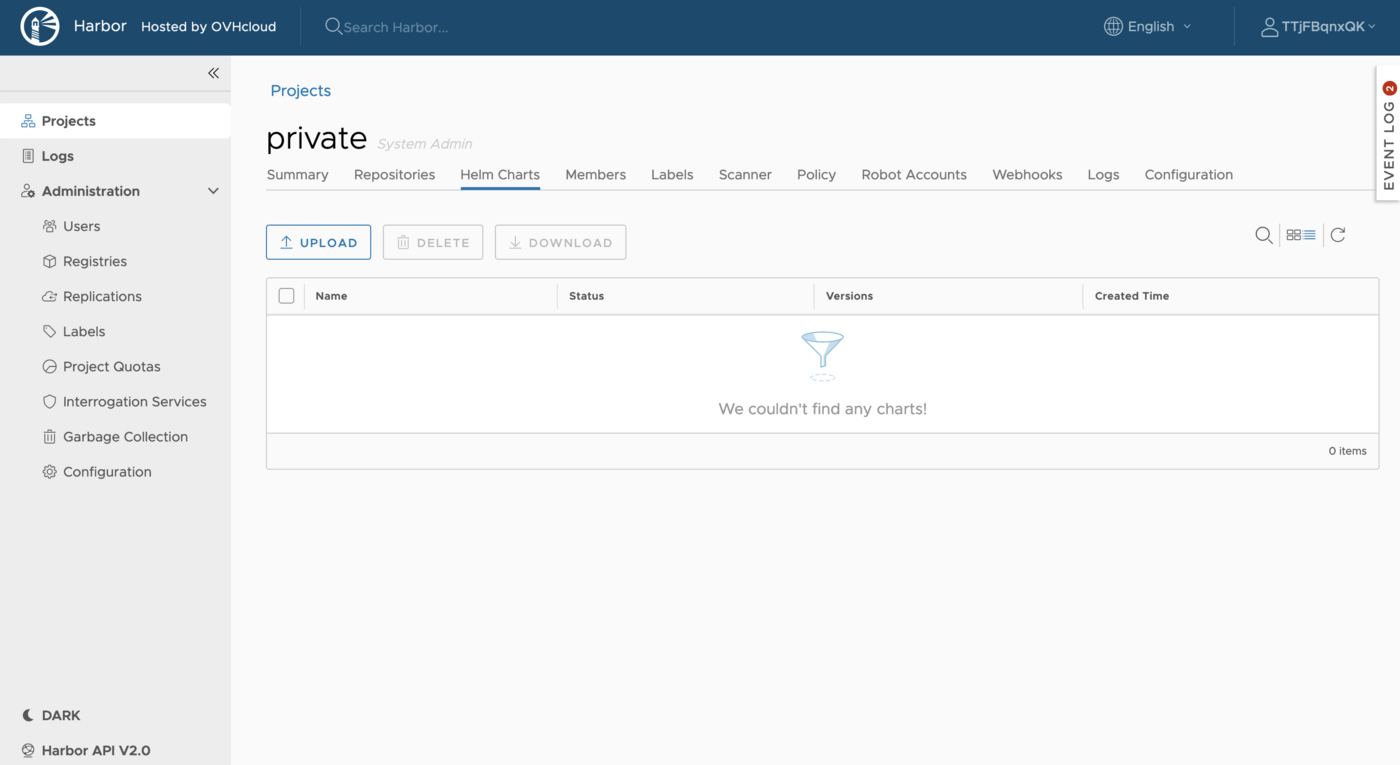 Harbor Hosted by OVHcloud Search Harbor... English TTjFBqnxQK
EVENT LOG 2
Projects
Logs
Administration
Users
Registries
Replications
Labels
Project Quotas
Interrogation Services
Garbage Collection
Configuration
DARK
Harbor API V2.0
Projects
private System Admin
Summary Repositories Helm Charts Members Labels Scanner Policy Robot Accounts Webhooks Logs Configuration
UPLOAD DELETE DOWNLOAD
Name Status Versions Created Time
We couldn't find any charts!
0 items